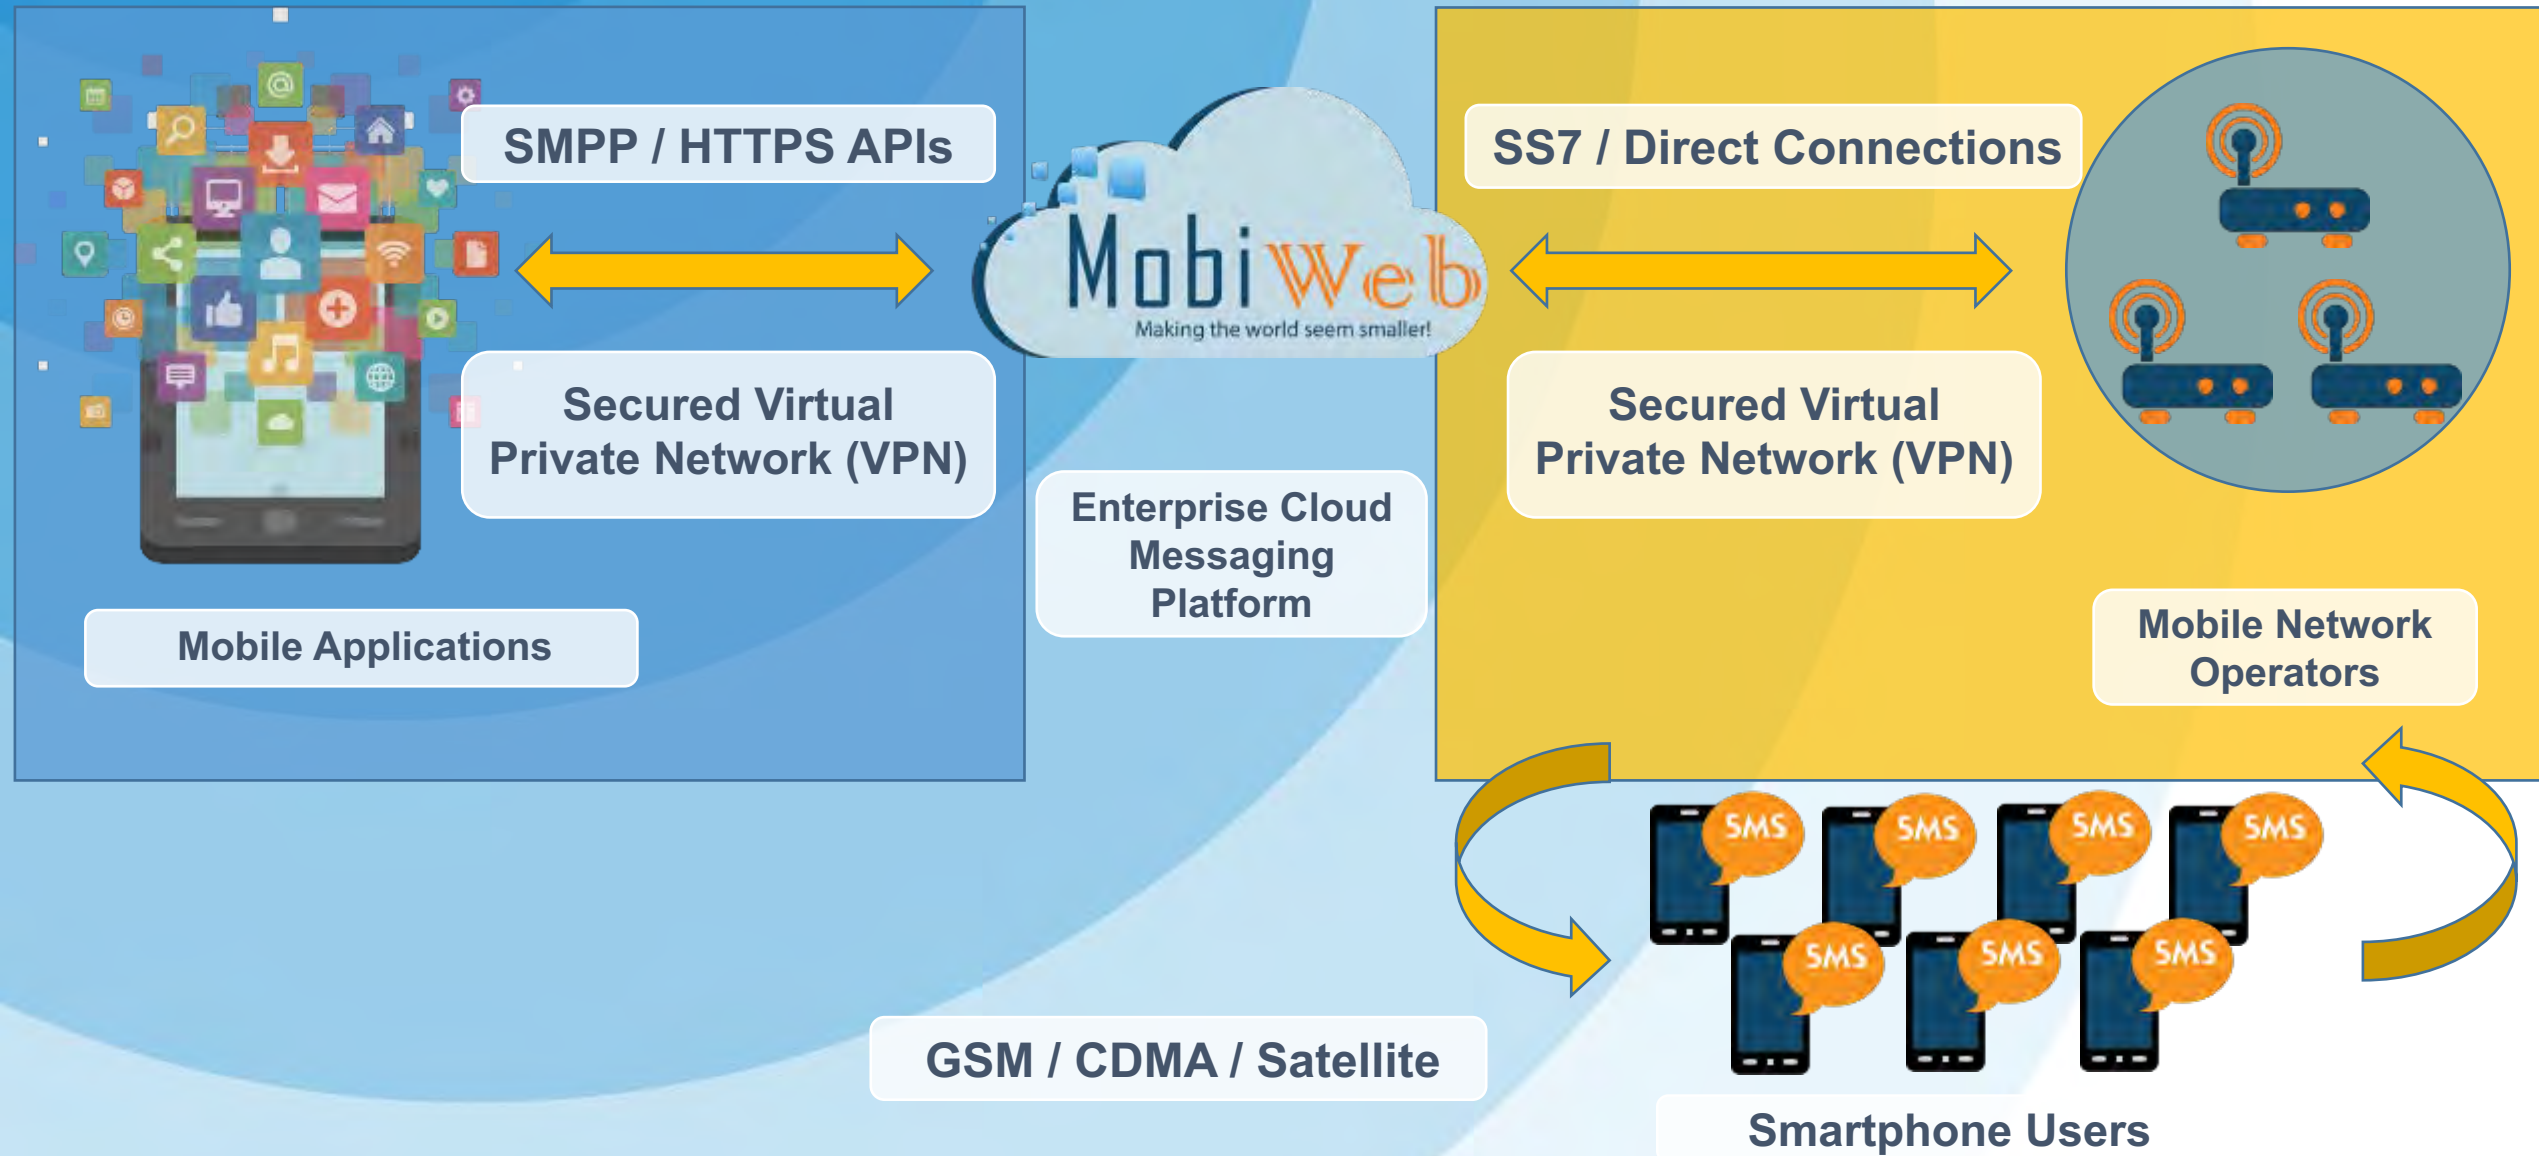 SMPP / HTTPS APIs
Secured Virtual
Private Network (VPN)
Mobile Applications
Mobi Web
Making the world seem smaller!
Enterprise Cloud
Messaging
Platform
SS7 / Direct Connections
Secured Virtual
Private Network (VPN)
Mobile Network
Operators
SMS
SMS
SMS
SMS
SMS
SMS
SMS
GSM / CDMA / Satellite
Smartphone Users